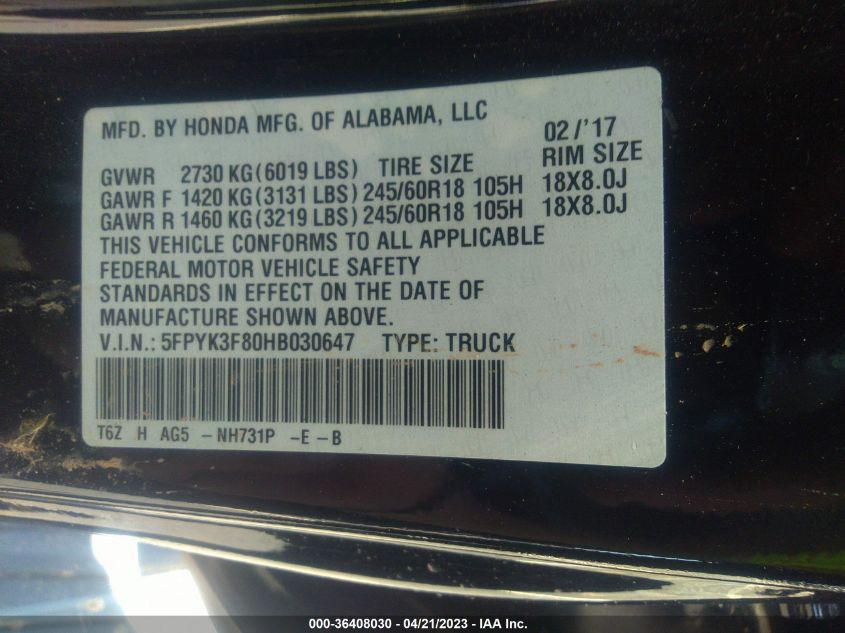 MFD. BY HONDA MFG. OF ALABAMA, LLC 02/'17
GVWR 2730 KG(6019 LBS) TIRE SIZE RIM SIZE
GAWR F 1420 KG(3131 LBS) 245/60R18 105H 18X8.0J
GAWR R 1460 KG(3219 LBS) 245/60R18 105H 18X8.0J
THIS VEHICLE CONFORMS TO ALL APPLICABLE
FEDERAL MOTOR VEHICLE SAFETY
STANDARDS IN EFFECT ON THE DATE OF
MANUFACTURE SHOWN ABOVE.
V.I.N.: 5FPYK3F80HB030647 TYPE: TRUCK
T6Z H AG5 -NH731P -E-B
000-36408030 - 04/21/2023 - IAA Inc.